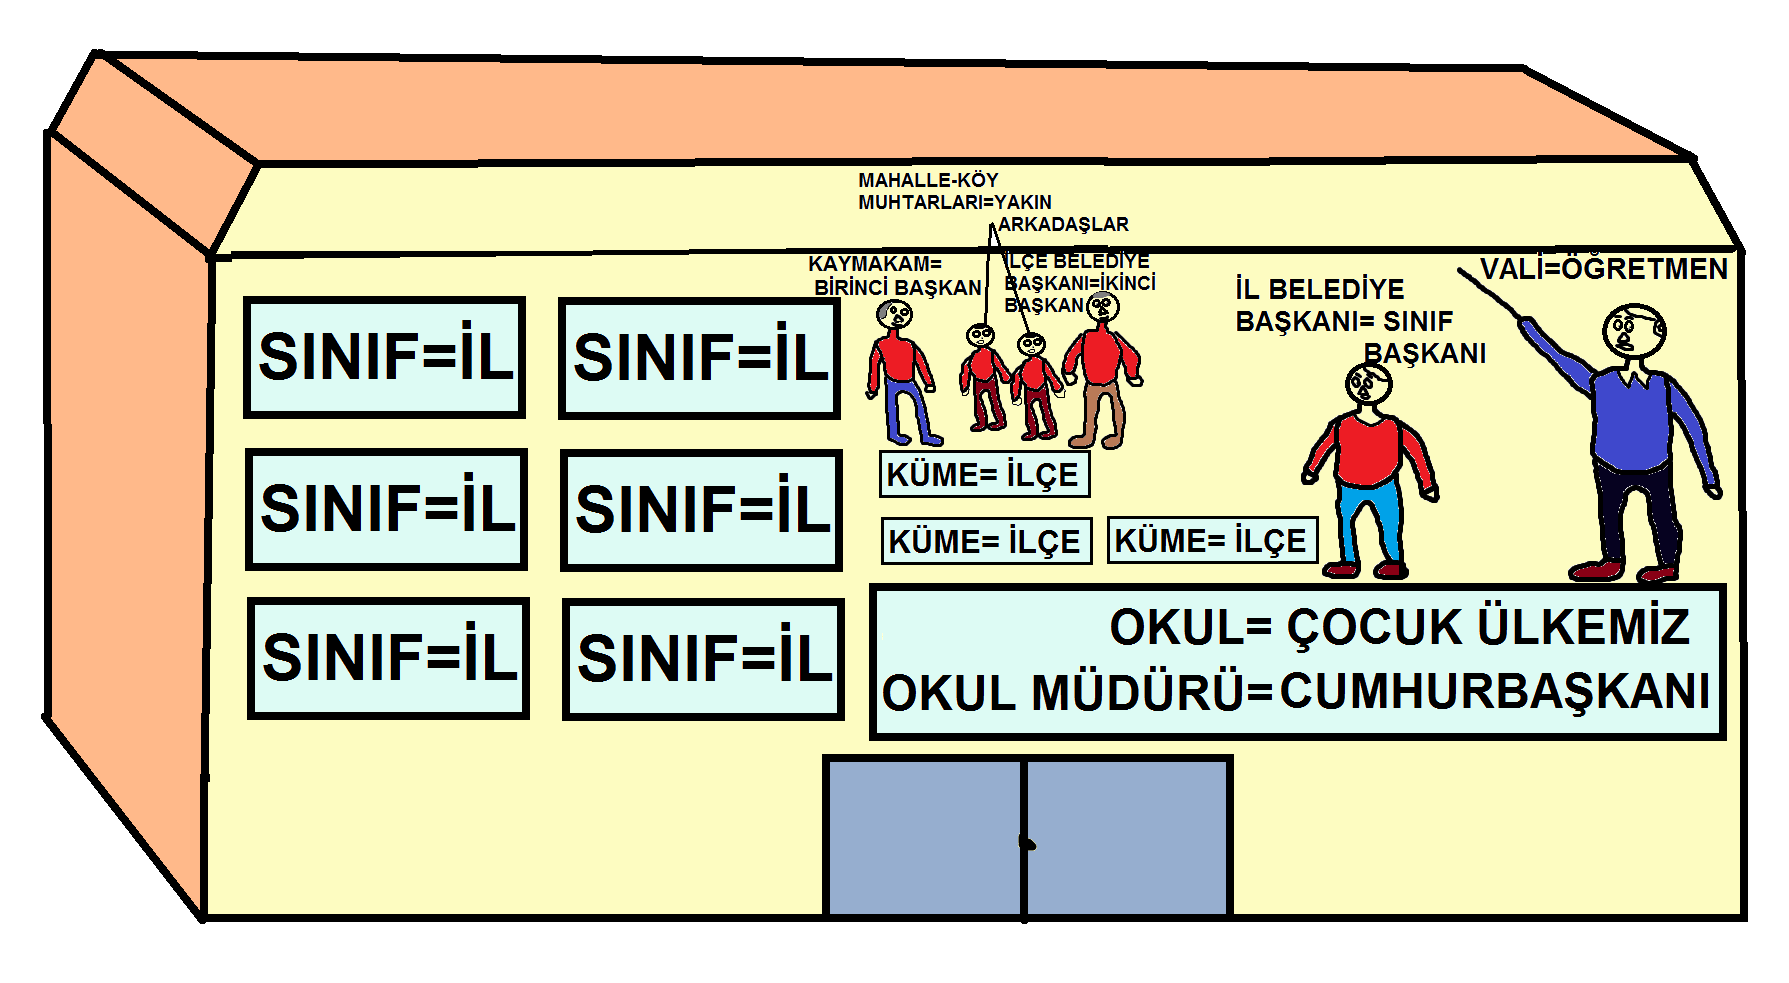 MAHALLE-KÖY
MUHTARLARI=YAKIN
ARKADAŞLAR
KAYMAKAM=
BİRİNCİ BAŞKAN
İLÇE BELEDİYE
BAŞKANI=İKİNCİ
BAŞKAN
VALİ=ÖĞRETMEN
İL BELEDİYE
BAŞKANI= SINIF
BAŞKANI
SINIF=İL
SINIF=İL
SINIF=İL
SINIF=İL
SINIF=İL
SINIF=İL
KÜME= İLÇE
KÜME= İLÇE
KÜME= İLÇE
OKUL= ÇOCUK ÜLKEMİZ
OKUL MÜDÜRÜ=CUMHURBAŞKANI